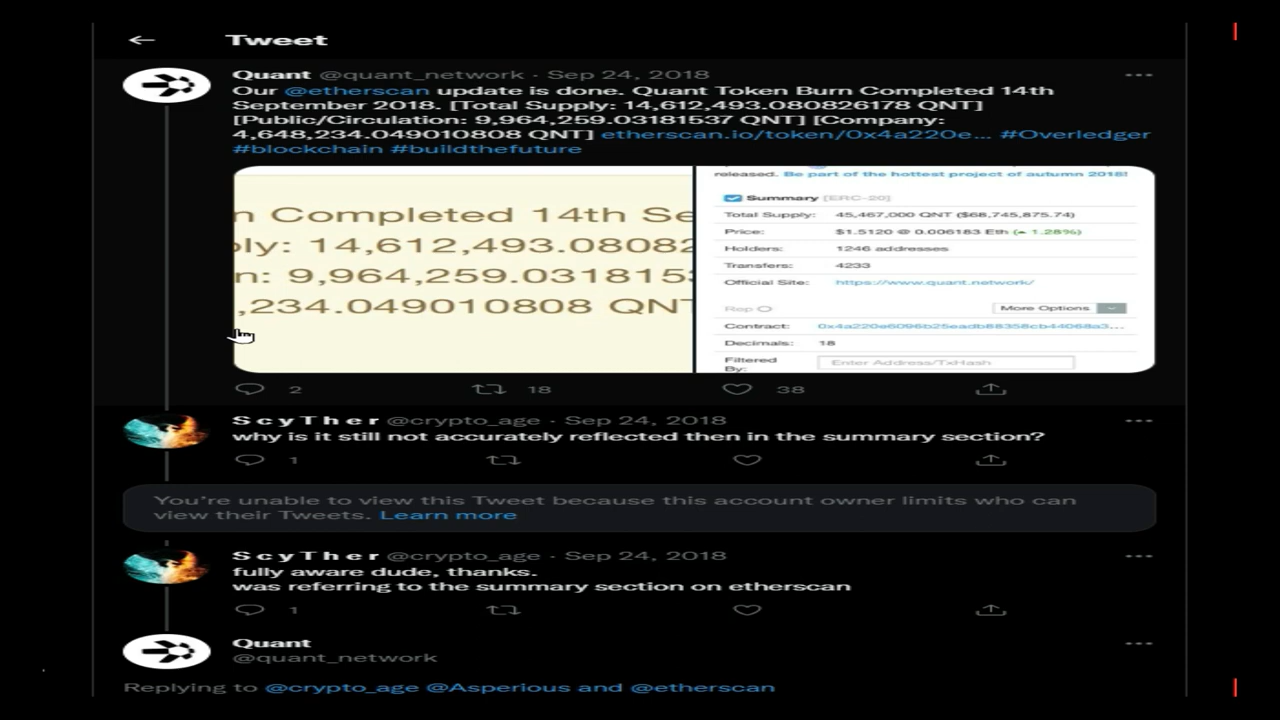 Tweet
Quant @quant_network · Sep 24, 2018
Our @etherscan update is done. Quant Token Burn Completed 14th
September 2018. [Total Supply: 14,612,493.080826178 QNT]
[Public/Circulation: 9,964,259.03181537 QNT] [Company:
4,648,234.049010808 QNT] etherscan.io/token/0x4a220e... #Overledger
#blockchain #buildthefuture
n Completed 14th Se
ply: 14,612,493.08082
n: 9,964,259.0318153
,234.049010808 QNT
released. Be part of the hottest project of autumn 2018!
Summary [ERC-20]
Total Supply: 45,467,000 QNT ($68,745,875.74)
Price: $1.5120 @ 0.006183 Eth (▲ 1.28%)
Holders: 1246 addresses
Transfers: 4233
Official Site: https://www.quant.network/
Rep
More Options
Contract: 0x4a220e6096b25eadb88358cb44068a3...
Decimals: 18
Filtered By: Enter Address/TxHash
2 18 38
S c y T h e r @crypto_age · Sep 24, 2018
why is it still not accurately reflected then in the summary section?
1
You're unable to view this Tweet because this account owner limits who can
view their Tweets. Learn more
S c y T h e r @crypto_age · Sep 24, 2018
fully aware dude, thanks.
was referring to the summary section on etherscan
1
Quant
@quant_network
Replying to @crypto_age @Asperious and @etherscan